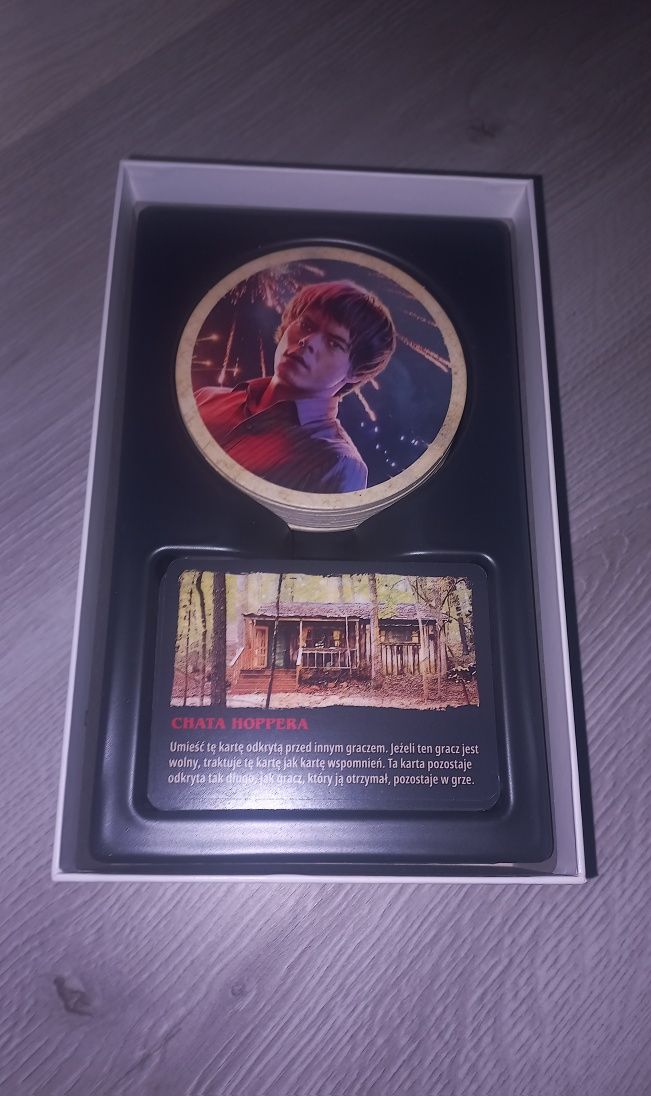 CHATA HOPPERA
Umieść tę kartę odkrytą przed innym graczem. Jeżeli ten gracz jest
wolny, traktuje tę kartę jak kartę wspomnień. Ta karta pozostaje
odkryta tak długo, jak gracz, który ją otrzymał, pozostaje w grze.